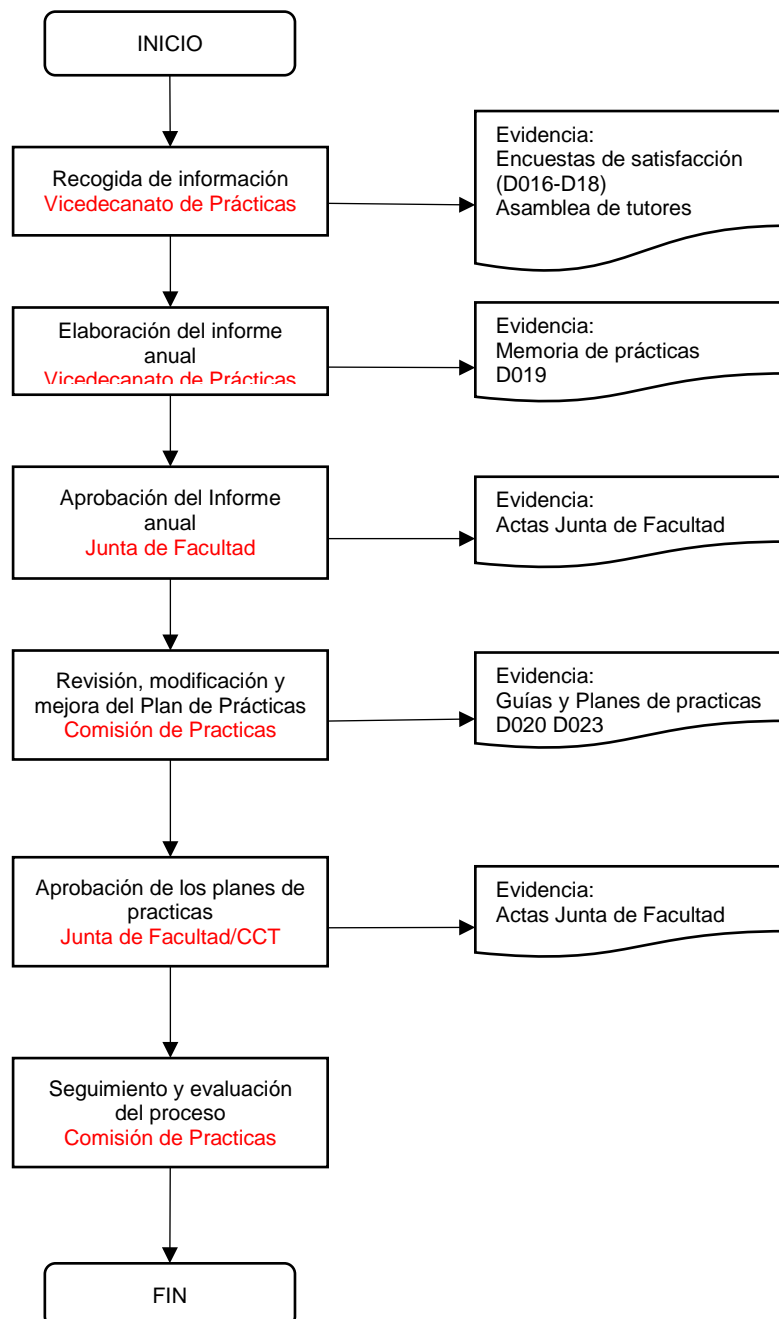 INICIO
Recogida de información
Vicedecanato de Prácticas
Evidencia:
Encuestas de satisfacción
(D016-D18)
Asamblea de tutores
Elaboración del informe
anual
Vicedecanato de Prácticas
Evidencia:
Memoria de prácticas
D019
Aprobación del Informe
anual
Junta de Facultad
Evidencia:
Actas Junta de Facultad
Revisión, modificación y
mejora del Plan de Prácticas
Comisión de Practicas
Evidencia:
Guías y Planes de practicas
D020 D023
Aprobación de los planes de
practicas
Junta de Facultad/CCT
Evidencia:
Actas Junta de Facultad
Seguimiento y evaluación
del proceso
Comisión de Practicas
FIN